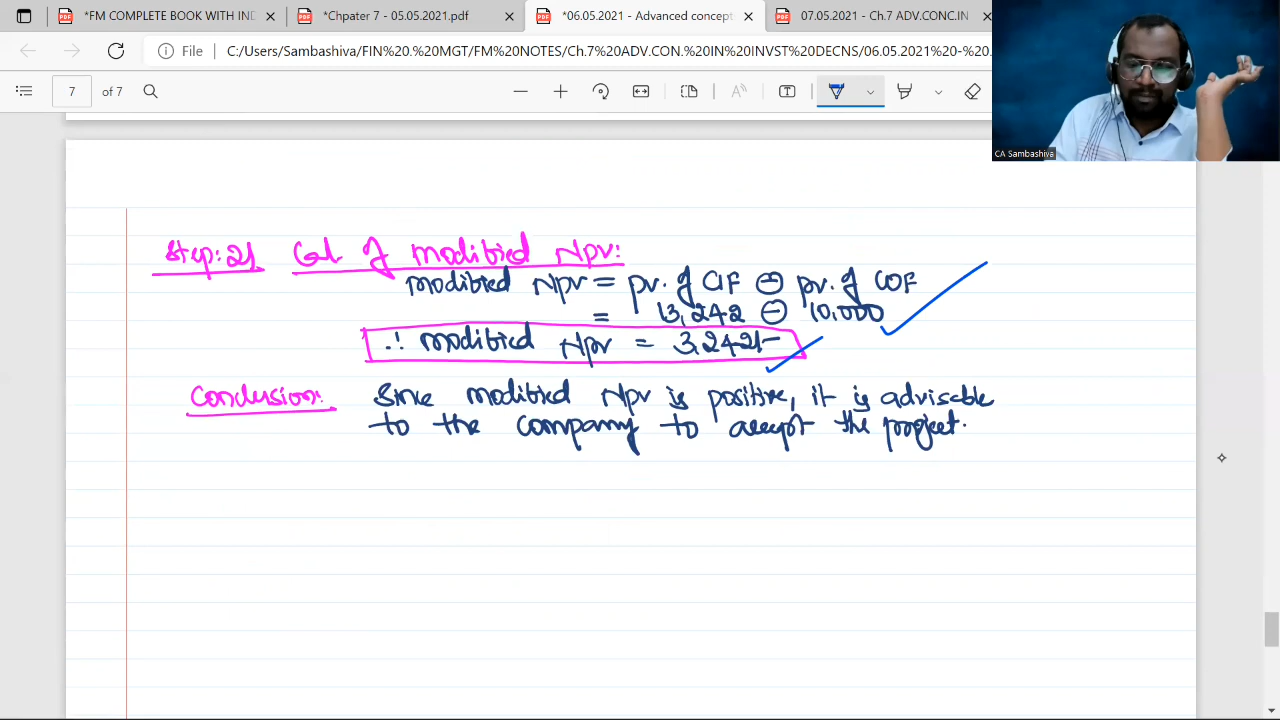 *FM COMPLETE BOOK WITH IND
*Chpater 7 - 05.05.2021.pdf
*06.05.2021 - Advanced concept
07.05.2021 - Ch.7 ADV.CONC.IN
File
C:/Users/Sambashiva/FIN%20.%20MGT/FM%20NOTES/Ch.7%20ADV.CON.%20IN%20INVST%20DECNS/06.05.2021%20-%20.
7 of 7
CA Sambashiva
Step:2/ Cal of modified Npv:
modified Npv = pv. of CIF ⊖ pv. of COF
= 13,242 ⊖ 10,000
∴ modified Npv = 3,242/-
Conclusion: Since modified Npv is positive, it is advisable
to the company to accept the project.